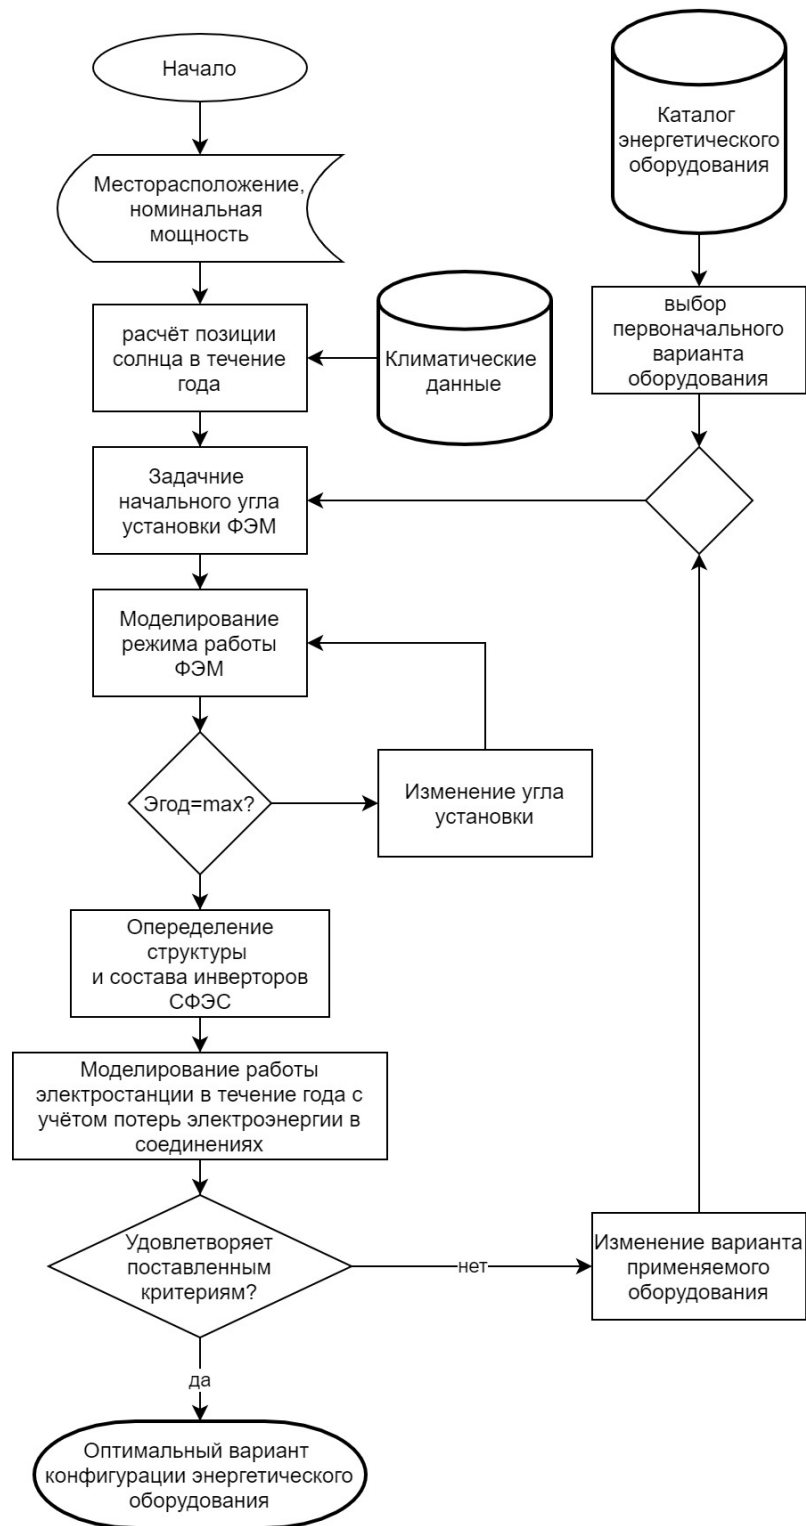 Начало
Каталог
энергетического
оборудования
Месторасположение,
номинальная
мощность
расчёт позиции
солнца в течение
года
Климатические
данные
выбор
первоначального
варианта
оборудования
Задачние
начального угла
установки ФЭМ
Моделирование
режима работы
ФЭМ
Эгод=max?
Изменение угла
установки
Опеределение
структуры
и состава инверторов
СФЭС
Моделирование работы
электростанции в течение года с
учётом потерь электроэнергии в
соединениях
Удовлетворяет
поставленным
критериям?
нет
Изменение варианта
применяемого
оборудования
да
Оптимальный вариант
конфигурации энергетического
оборудования